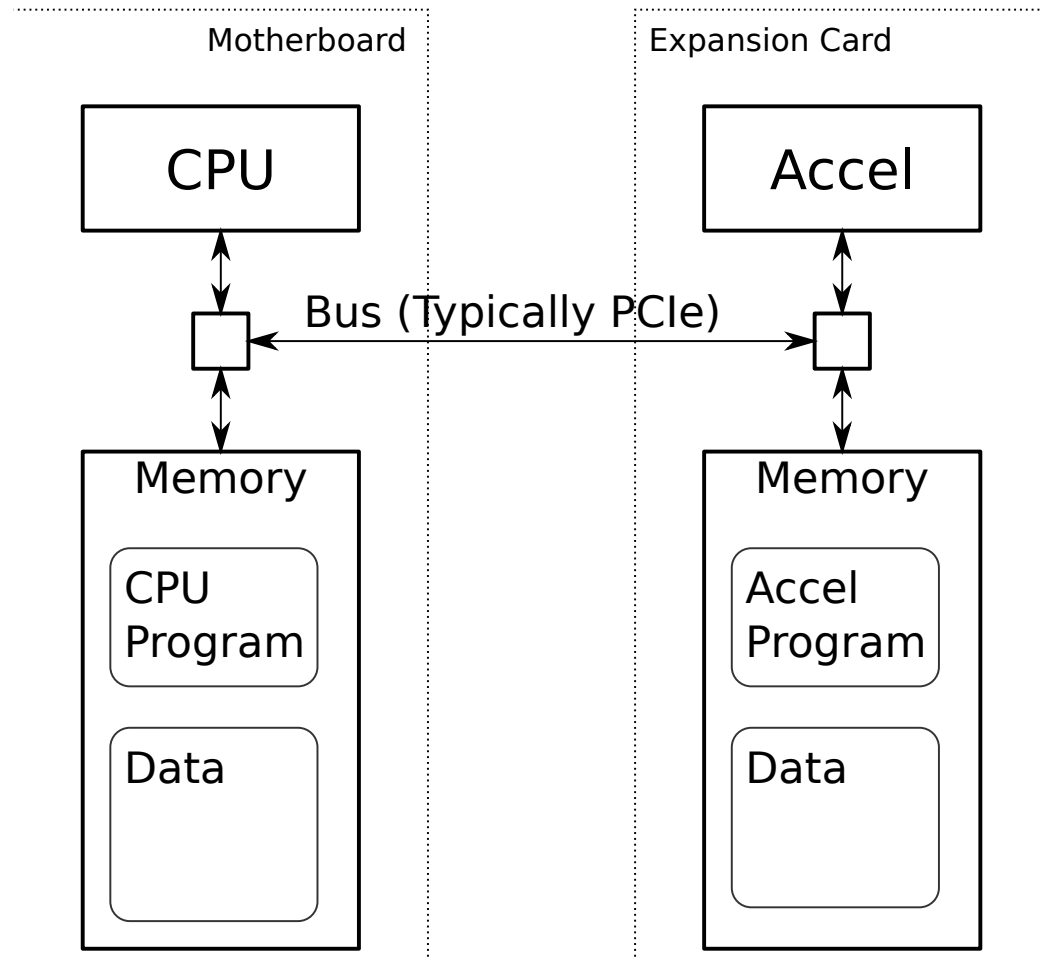 Motherboard
Expansion Card
CPU
Accel
Bus (Typically PCIe)
Memory
CPU
Program
Data
Memory
Accel
Program
Data